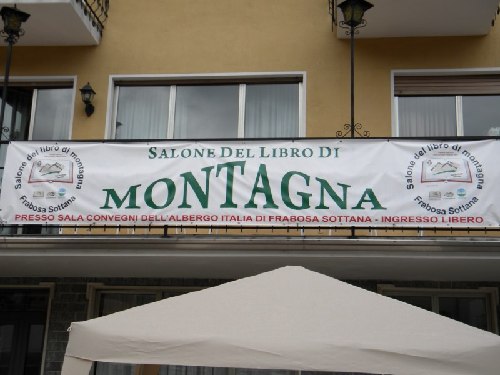 SALONE DEL LIBRO DI
MONTAGNA
PRESSO SALA CONVEGNI DELL'ALBERGO ITALIA DI FRABOSA SOTTANA - INGRESSO LIBERO
Salone del libro di montagna
Frabosa Sottana
Salone del libro di montagna
Frabosa Sottana